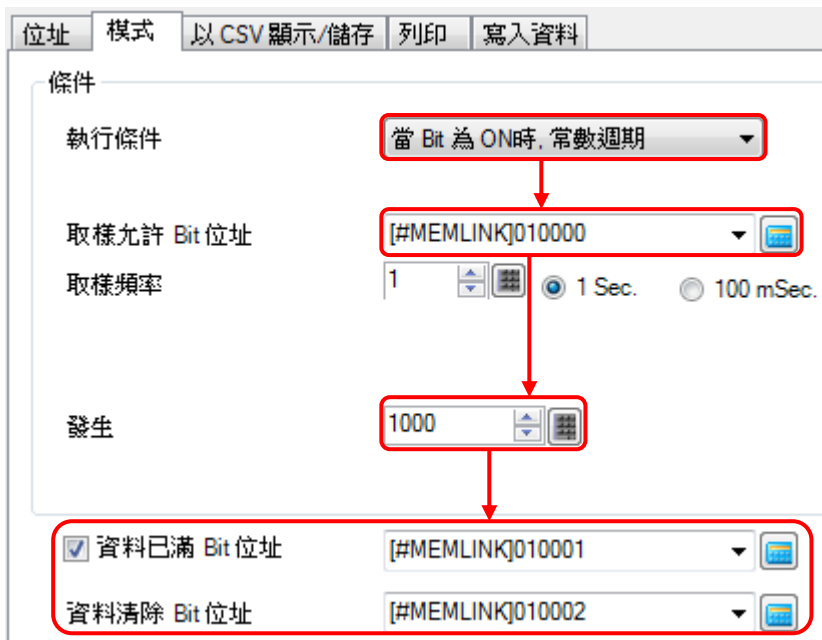 位址 模式 以 CSV 顯示/儲存 列印 寫入資料
條件
執行條件 當 Bit 為 ON時, 常數週期
取樣允許 Bit 位址 [#MEMLINK]010000
取樣頻率 1 1 Sec. 100 mSec.
發生 1000
資料已滿 Bit 位址 [#MEMLINK]010001
資料清除 Bit 位址 [#MEMLINK]010002